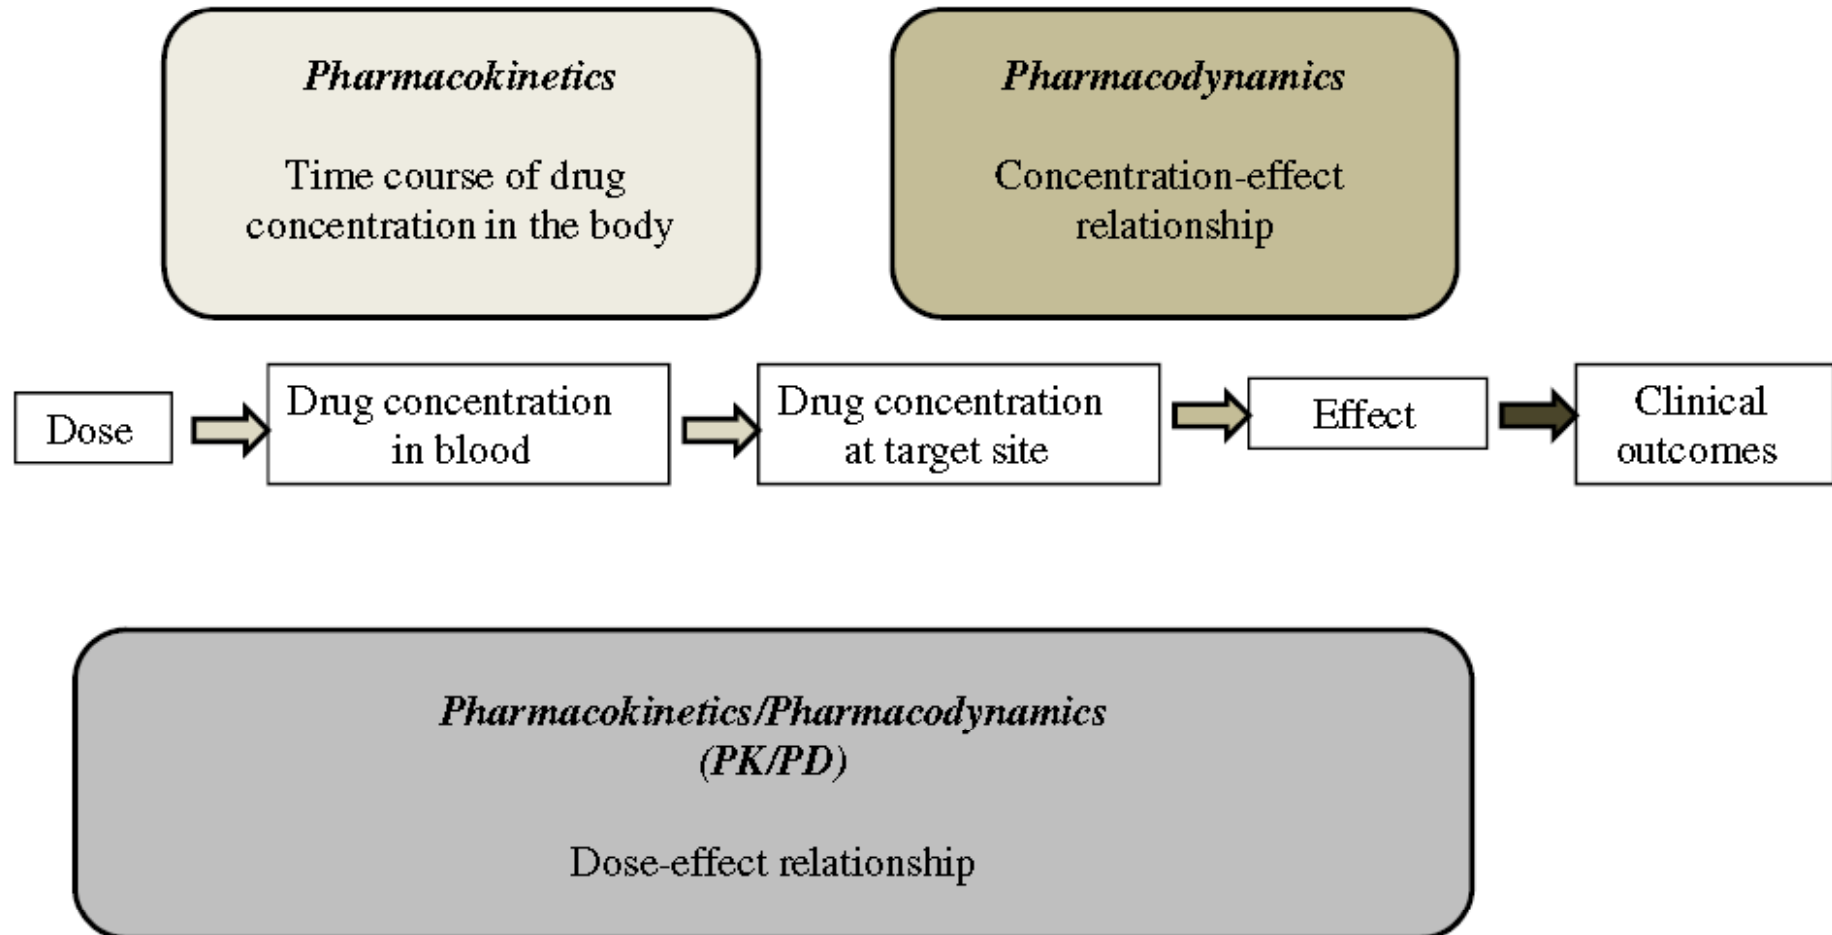 Pharmacokinetics
Time course of drug
concentration in the body
Pharmacodynamics
Concentration-effect
relationship
Dose
Drug concentration
in blood
Drug concentration
at target site
Effect
Clinical
outcomes
Pharmacokinetics/Pharmacodynamics
(PK/PD)
Dose-effect relationship